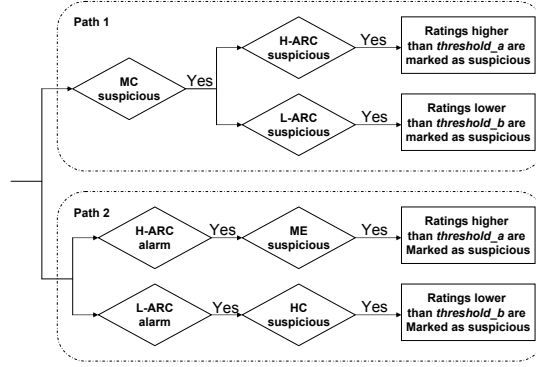 Path 1
MC
suspicious
Yes
H-ARC
suspicious
Yes
Ratings higher
than threshold_a are
marked as suspicious
L-ARC
suspicious
Yes
Ratings lower
than threshold_b are
marked as suspicious
Path 2
H-ARC
alarm
Yes
ME
suspicious
Yes
Ratings higher
than threshold_a are
Marked as suspicious
L-ARC
alarm
Yes
HC
suspicious
Yes
Ratings lower
than threshold_b are
Marked as suspicious